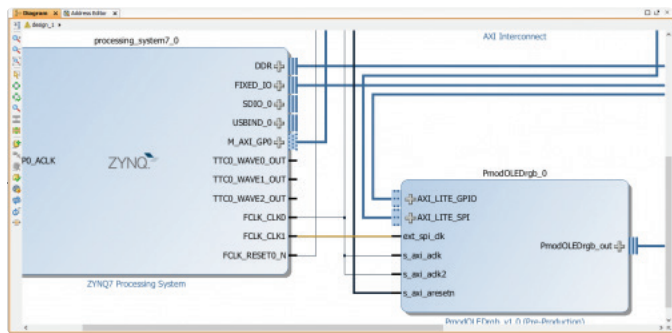 Diagram
Address Editor
design_1
processing_system7_0
DDR
FIXED_IO
SDIO_0
USBIND_0
M_AXI_GP0
P0_ACLK
ZYNQ
TTC0_WAVE0_OUT
TTC0_WAVE1_OUT
TTC0_WAVE2_OUT
FCLK_CLK0
FCLK_CLK1
FCLK_RESET0_N
ZYNQ7 Processing System
AXI Interconnect
PmodOLEDrgb_0
AXI_LITE_GPIO
AXI_LITE_SPI
ext_spi_clk
s_axi_aclk
s_axi_aclk2
s_axi_aresetn
PmodOLEDrgb_out
PmodOLEDrgb_v1_0 (Pre-Production)